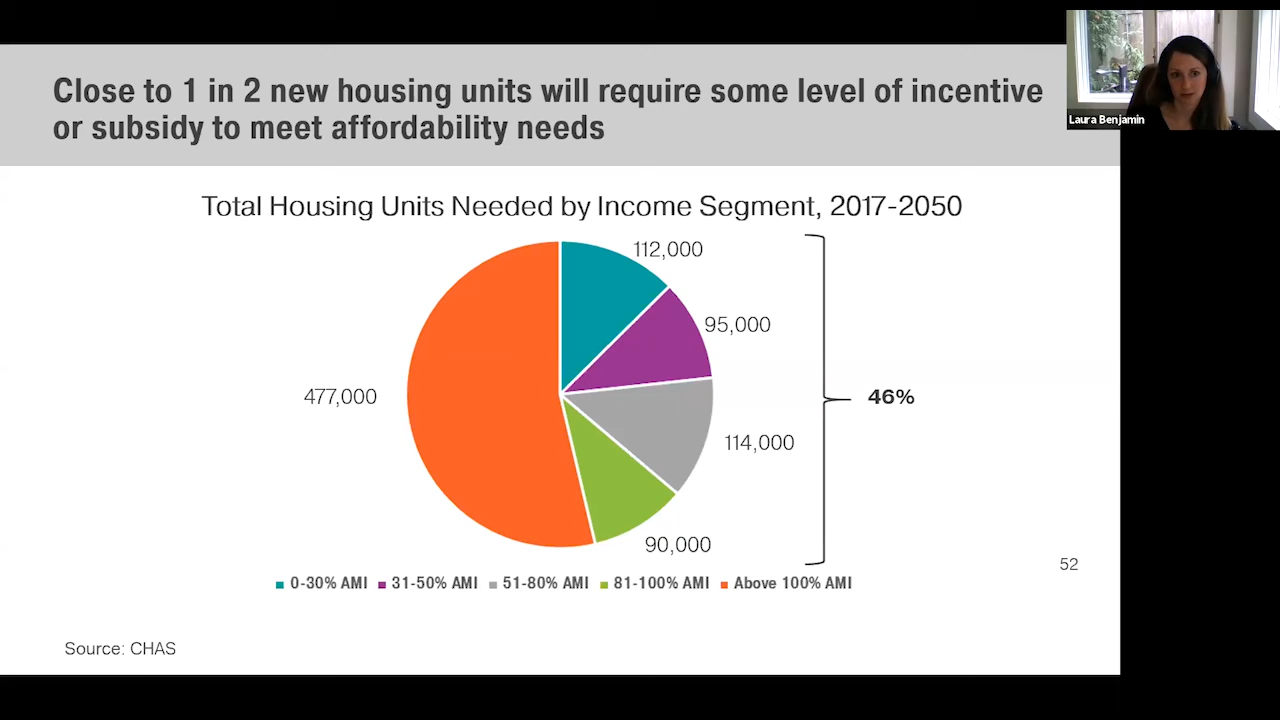 Close to 1 in 2 new housing units will require some level of incentive
or subsidy to meet affordability needs
Laura Benjamin
Total Housing Units Needed by Income Segment, 2017-2050
112,000
95,000
477,000
46%
114,000
90,000
52
0-30% AMI 31-50% AMI 51-80% AMI 81-100% AMI Above 100% AMI
Source: CHAS